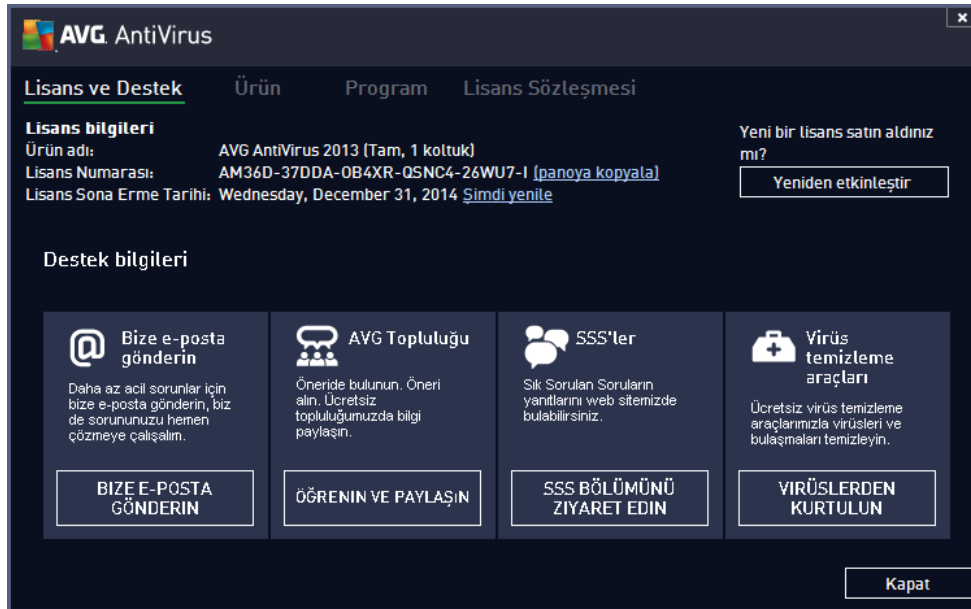 AVG. AntiVirus
Lisans ve Destek Ürün Program Lisans Sözleşmesi
Lisans bilgileri
Ürün adı: AVG AntiVirus 2013 (Tam, 1 koltuk)
Lisans Numarası: AM36D-37DDA-0B4XR-QSNC4-26WU7-I (panoya kopyala)
Lisans Sona Erme Tarihi: Wednesday, December 31, 2014 Şimdi yenile
Yeni bir lisans satın aldınız
mı?
Yeniden etkinleştir
Destek bilgileri
Bize e-posta
gönderin
Daha az acil sorunlar için
bize e-posta gönderin, biz
de sorununuzu hemen
çözmeye çalışalım.
BIZE E-POSTA
GÖNDERIN
AVG Topluluğu
Öneride bulunun. Öneri
alın. Ücretsiz
topluluğumuzda bilgi
paylaşın.
ÖĞRENIN VE PAYLAŞıN
SSS'ler
Sık Sorulan Soruların
yanıtlarını web sitemizde
bulabilirsiniz.
SSS BÖLÜMÜNÜ
ZIYARET EDIN
Virüs
temizleme
araçları
Ücretsiz virüs temizleme
araçlarımızla virüsleri ve
bulaşmaları temizleyin.
VIRÜSLERDEN
KURTULUN
Kapat